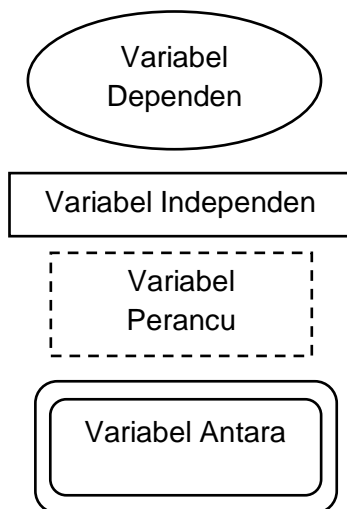 Variabel
Dependen
Variabel Independen
Variabel
Perancu
Variabel Antara